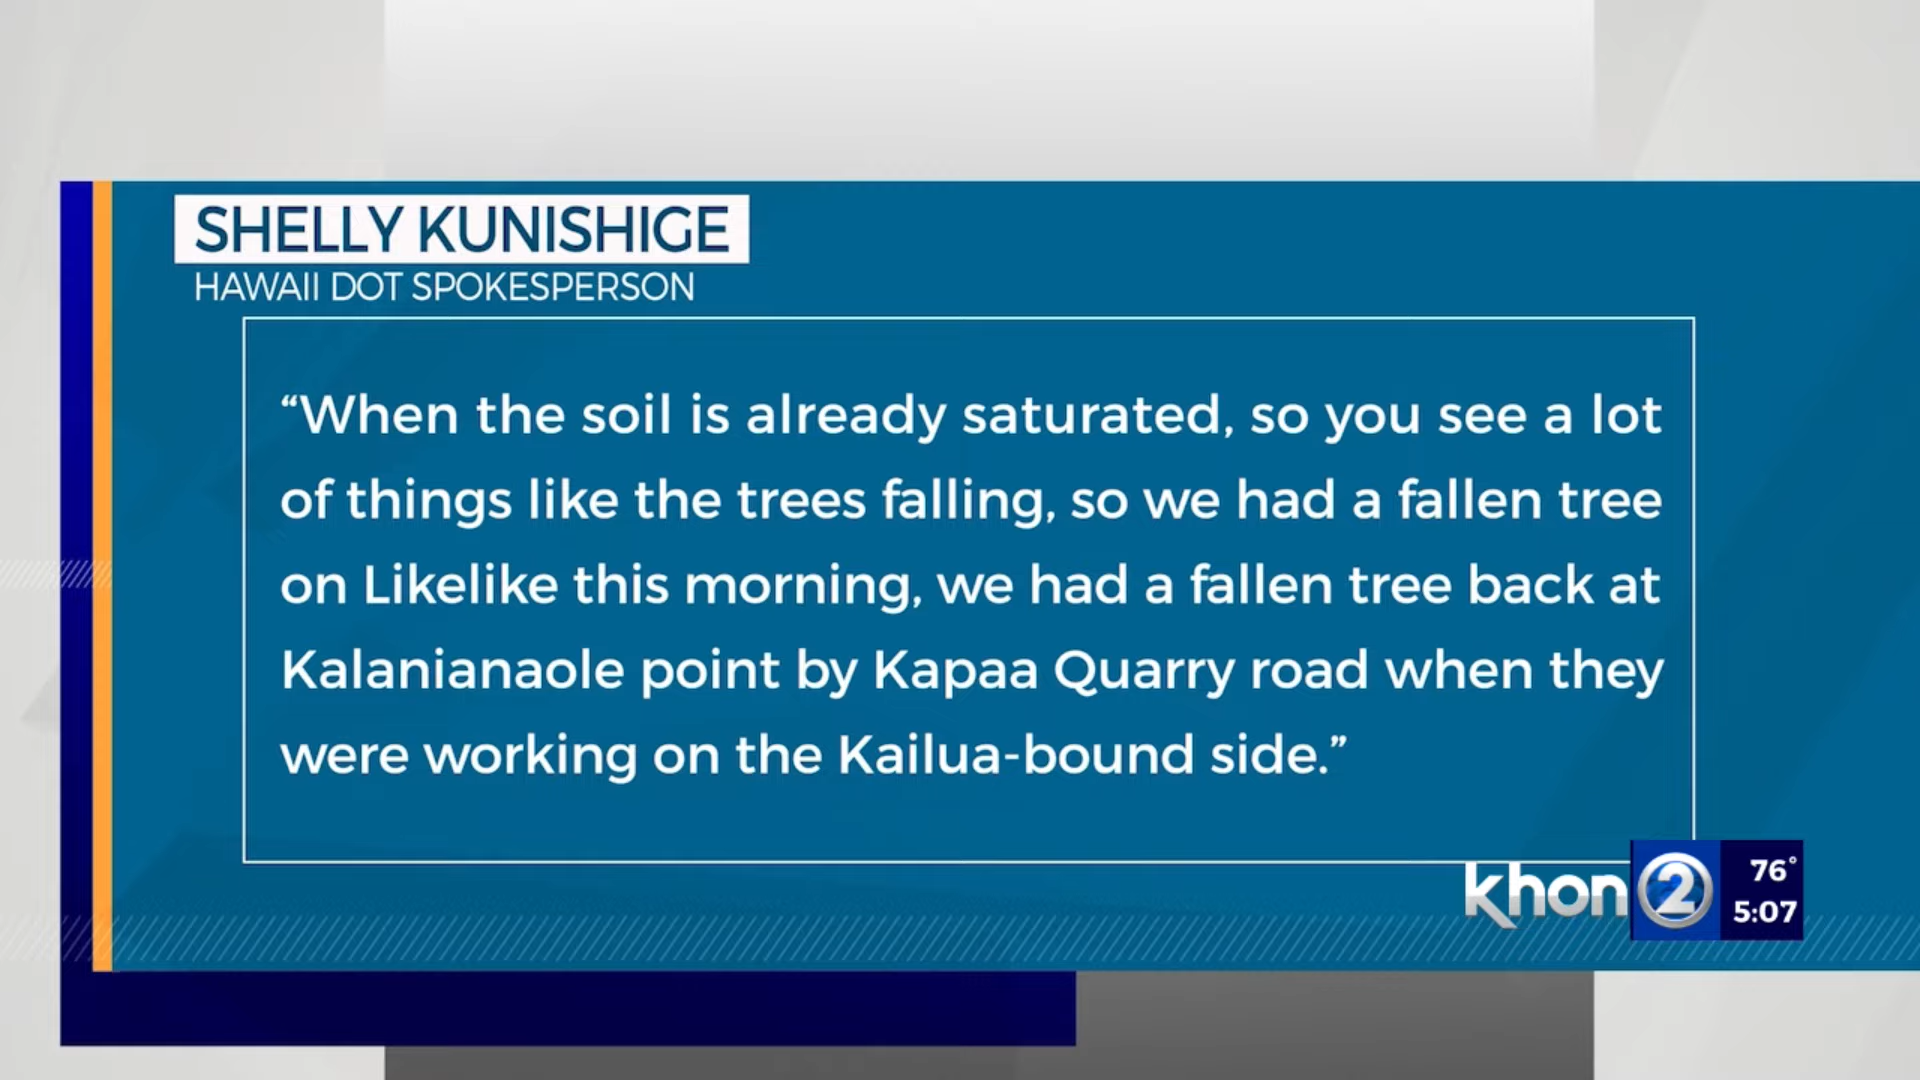 SHELLY KUNISHIGE
HAWAII DOT SPOKESPERSON
“When the soil is already saturated, so you see a lot
of things like the trees falling, so we had a fallen tree
on Likelike this morning, we had a fallen tree back at
Kalanianaole point by Kapaa Quarry road when they
were working on the Kailua-bound side.”
khon 2
76°
5:07